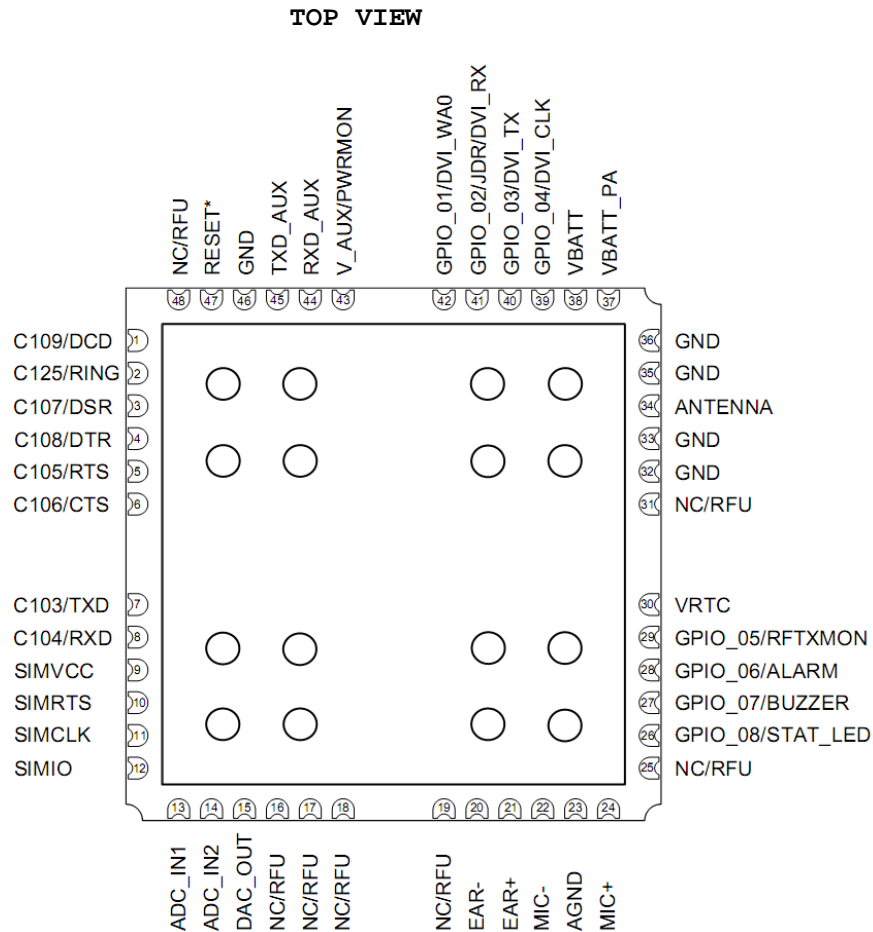 TOP VIEW
NC/RFU
RESET*
GND
TXD_AUX
RXD_AUX
V_AUX/PWRMON
GPIO_01/DVI_WA0
GPIO_02/JDR/DVI_RX
GPIO_03/DVI_TX
GPIO_04/DVI_CLK
VBATT
VBATT_PA
48 47 46 45 44 43 42 41 40 39 38 37
C109/DCD 1 36 GND
C125/RING 2 35 GND
C107/DSR 3 34 ANTENNA
C108/DTR 4 33 GND
C105/RTS 5 32 GND
C106/CTS 6 31 NC/RFU
C103/TXD 7 30 VRTC
C104/RXD 8 29 GPIO_05/RFTXMON
SIMVCC 9 28 GPIO_06/ALARM
SIMRTS 10 27 GPIO_07/BUZZER
SIMCLK 11 26 GPIO_08/STAT_LED
SIMIO 12 25 NC/RFU
13 14 15 16 17 18 19 20 21 22 23 24
ADC_IN1
ADC_IN2
DAC_OUT
NC/RFU
NC/RFU
NC/RFU
NC/RFU
EAR-
EAR+
MIC-
AGND
MIC+